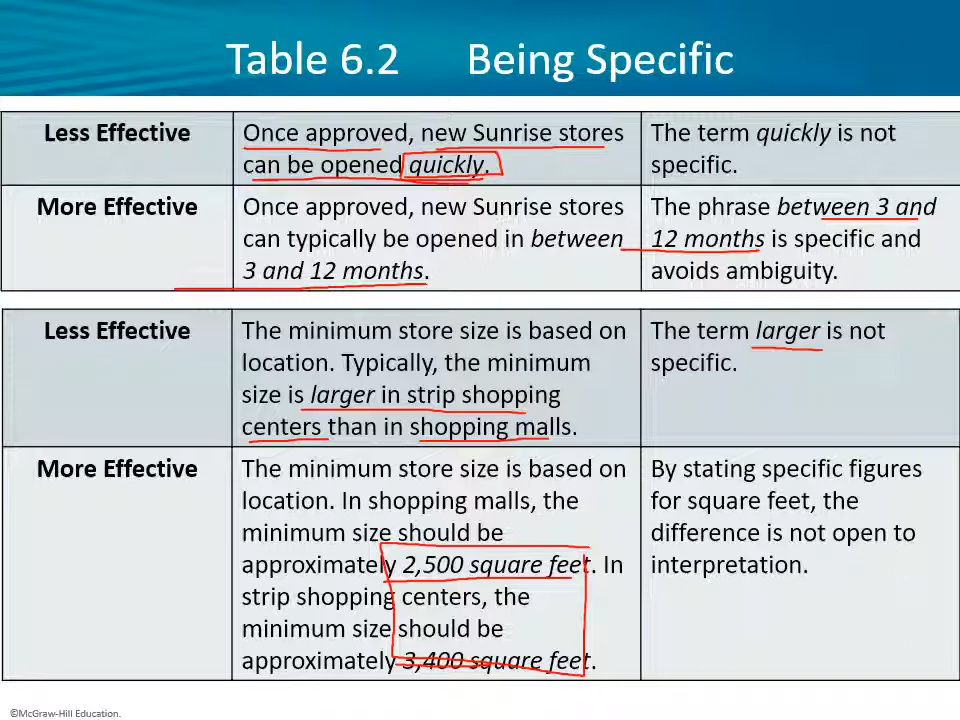 Table 6.2 Being Specific
Less Effective
Once approved, new Sunrise stores
can be opened quickly.
The term quickly is not
specific.
More Effective
Once approved, new Sunrise stores
can typically be opened in between
3 and 12 months.
The phrase between 3 and
12 months is specific and
avoids ambiguity.
Less Effective
The minimum store size is based on
location. Typically, the minimum
size is larger in strip shopping
centers than in shopping malls.
The term larger is not
specific.
More Effective
The minimum store size is based on
location. In shopping malls, the
minimum size should be
approximately 2,500 square feet. In
strip shopping centers, the
minimum size should be
approximately 3,400 square feet.
By stating specific figures
for square feet, the
difference is not open to
interpretation.
©McGraw-Hill Education.